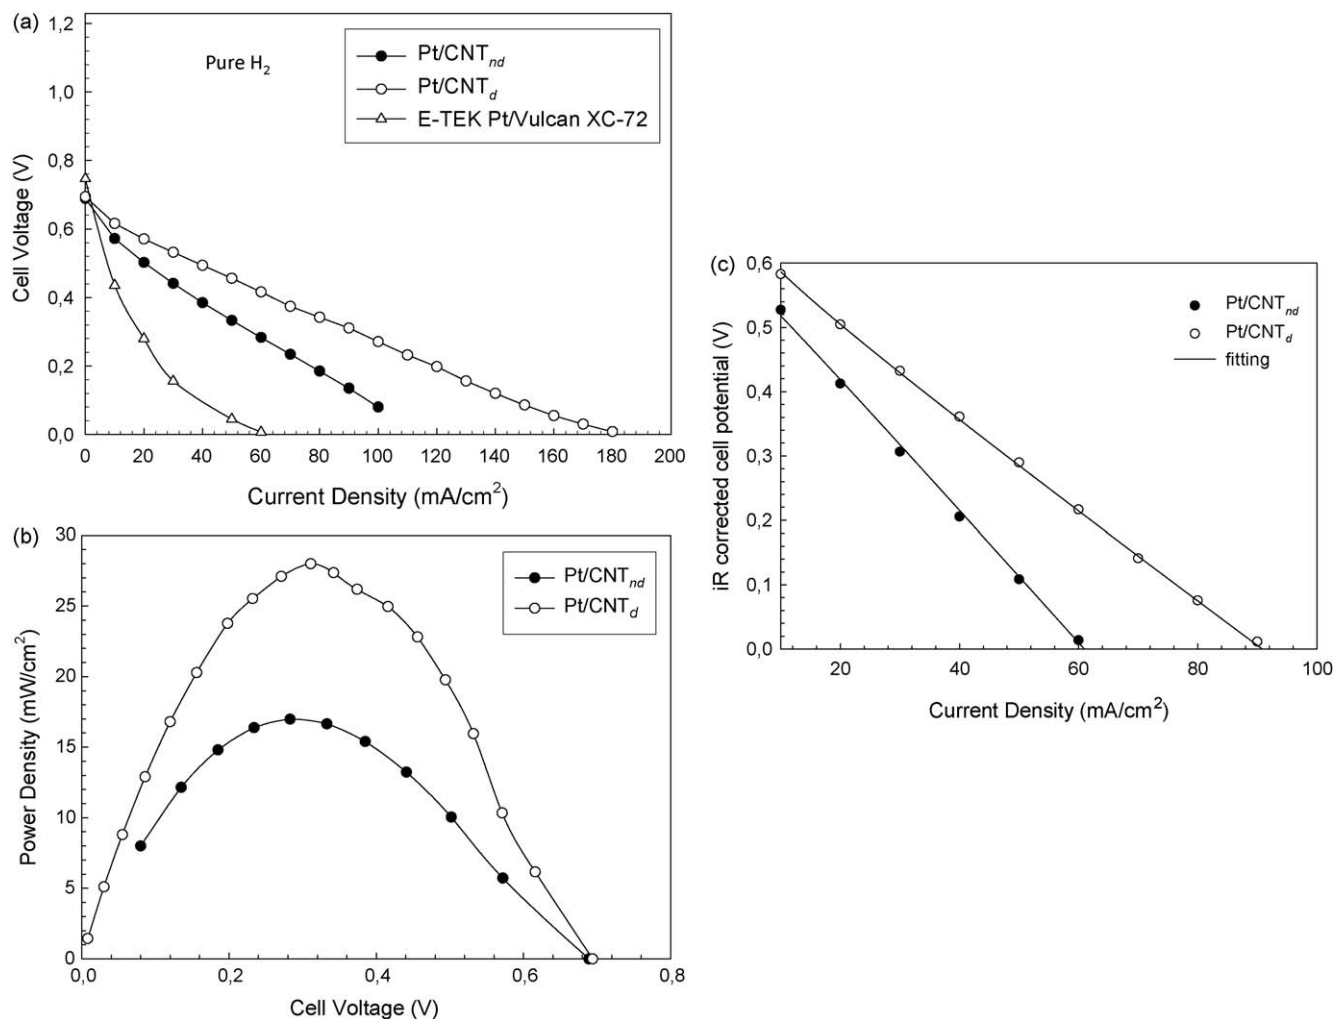 (a)
1,2
1,0
0,8
0,6
0,4
0,2
0,0
Cell Voltage (V)
Pure H2
Pt/CNTnd
Pt/CNTd
E-TEK Pt/Vulcan XC-72
0 20 40 60 80 100 120 140 160 180 200
Current Density (mA/cm2)
(b)
30
25
20
15
10
5
0
Power Density (mW/cm2)
Pt/CNTnd
Pt/CNTd
0,0 0,2 0,4 0,6 0,8
Cell Voltage (V)
(c)
0,6
0,5
0,4
0,3
0,2
0,1
0,0
iR corrected cell potential (V)
Pt/CNTnd
Pt/CNTd
fitting
20 40 60 80 100
Current Density (mA/cm2)